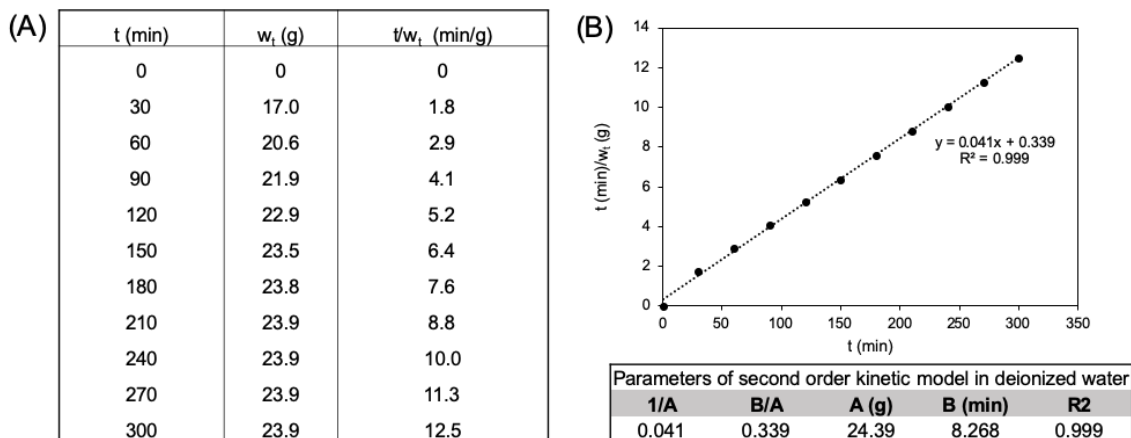 (A)
t (min) wt (g) t/wt (min/g)
0 0 0
30 17.0 1.8
60 20.6 2.9
90 21.9 4.1
120 22.9 5.2
150 23.5 6.4
180 23.8 7.6
210 23.9 8.8
240 23.9 10.0
270 23.9 11.3
300 23.9 12.5
(B)
t (min)/wt (g)
14
12
10
8
6
4
2
0
y = 0.041x + 0.339
R² = 0.999
0 50 100 150 200 250 300 350
t (min)
Parameters of second order kinetic model in deionized water
1/A B/A A (g) B (min) R2
0.041 0.339 24.39 8.268 0.999